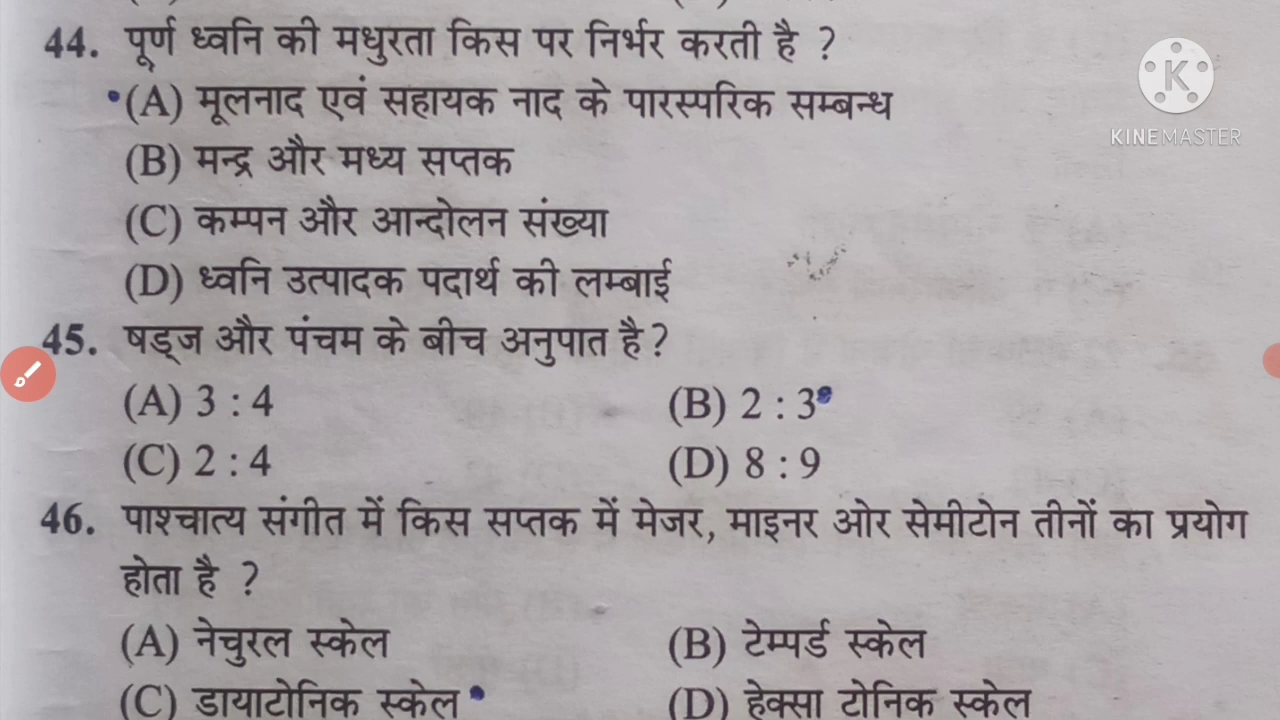 44. पूर्ण ध्वनि की मधुरता किस पर निर्भर करती है ?
(A) मूलनाद एवं सहायक नाद के पारस्परिक सम्बन्ध
(B) मन्द्र और मध्य सप्तक
(C) कम्पन और आन्दोलन संख्या
(D) ध्वनि उत्पादक पदार्थ की लम्बाई
45. षड्ज और पंचम के बीच अनुपात है ?
(A) 3 : 4 (B) 2 : 3
(C) 2 : 4 (D) 8 : 9
46. पाश्चात्य संगीत में किस सप्तक में मेजर, माइनर ओर सेमीटोन तीनों का प्रयोग
होता है ?
(A) नेचुरल स्केल (B) टेम्पर्ड स्केल
(C) डायाटोनिक स्केल (D) हेक्सा टोनिक स्केल
K
KINEMASTER